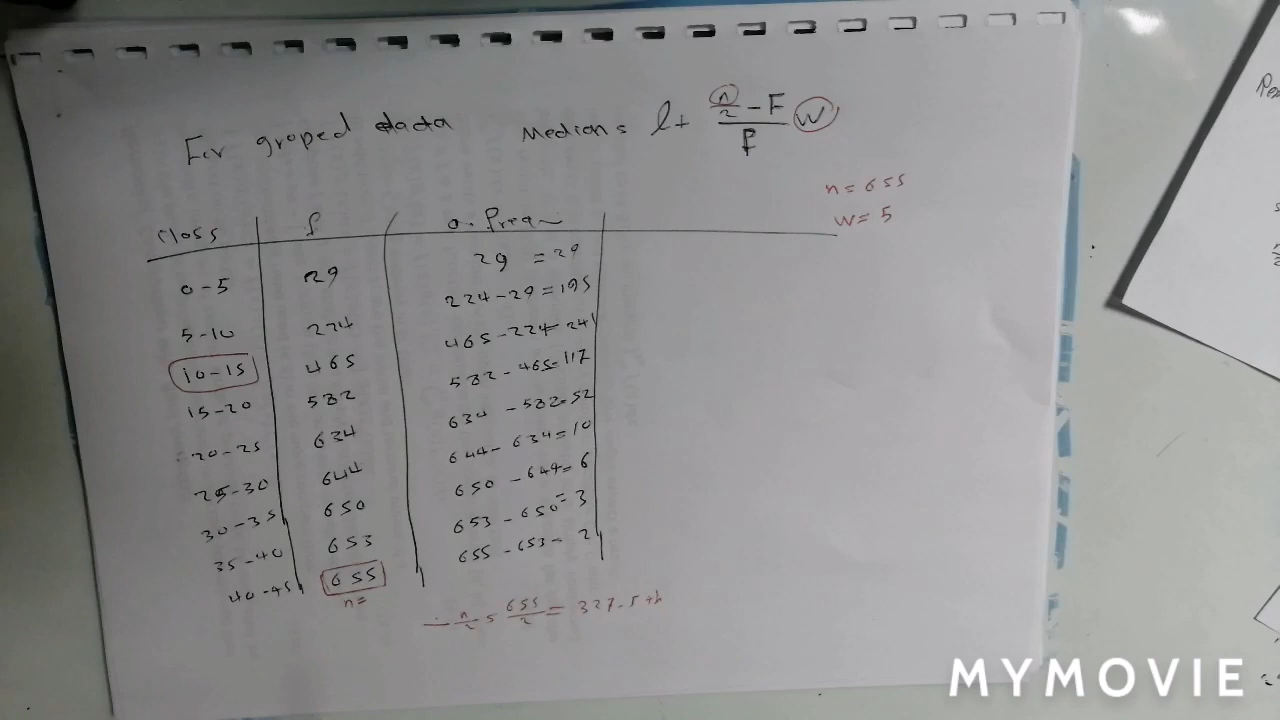 For groped data Median = l + (n/2 - F)/f w
n = 655
w = 5
class f o. freq
0-5 29 29 = 29
5-10 224 224-29 = 195
10-15 465 465-224= 241
15-20 582 582-465=117
20-25 634 634-582=52
25-30 644 644-634=10
30-35 650 650-644=6
35-40 653 653-650=3
40-45 655 655-653= 2
n=
n/2 = 655/2 = 327.5th
MYMOVIE